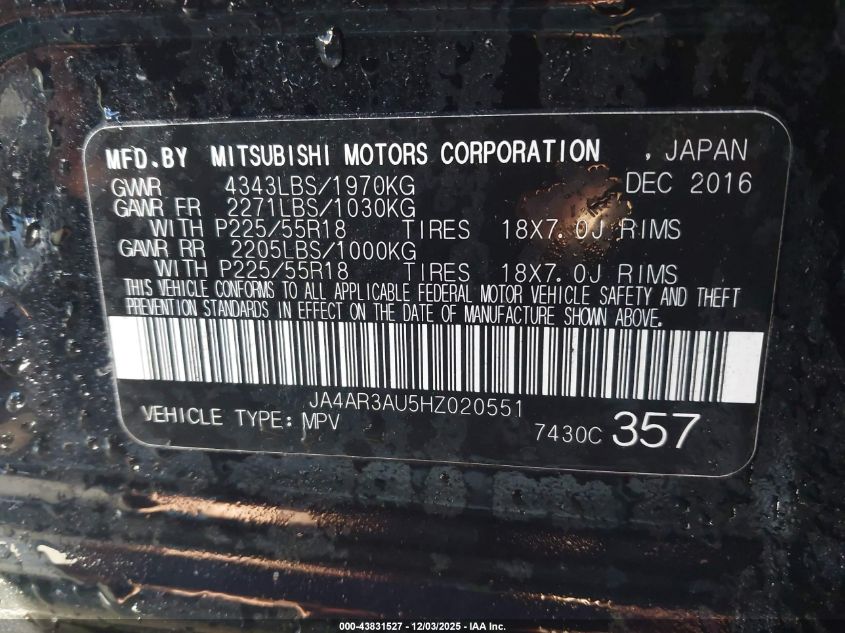 MFD.BY MITSUBISHI MOTORS CORPORATION , JAPAN
GWWR 4343LBS/1970KG DEC 2016
GAWR FR 2271LBS/1030KG
WITH P225/55R18 TIRES 18X7.0J RIMS
GAWR RR 2205LBS/1000KG
WITH P225/55R18 TIRES 18X7.0J RIMS
THIS VEHICLE CONFORMS TO ALL APPLICABLE FEDERAL MOTOR VEHICLE SAFETY AND THEFT
PREVENTION STANDARDS IN EFFECT ON THE DATE OF MANUFACTURE SHOWN ABOVE.
JA4AR3AU5HZ020551
VEHICLE TYPE: MPV 7430C 357
000-43831527 - 12/03/2025 - IAA Inc.